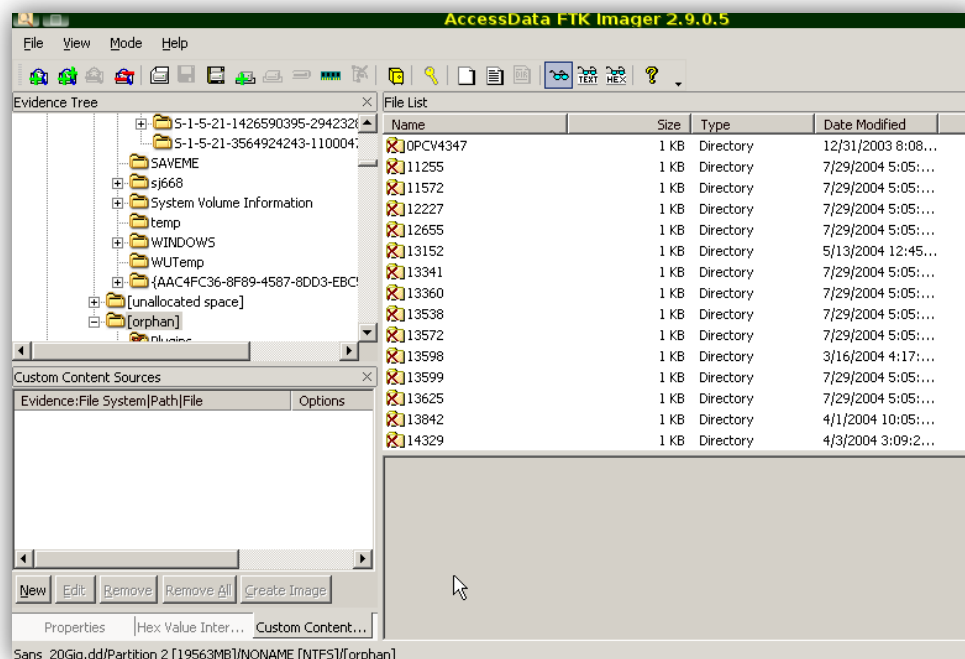 AccessData FTK Imager 2.9.0.5
File View Mode Help
TEXT HEX
Evidence Tree
S-1-5-21-1426590395-294232
S-1-5-21-3564924243-110004
SAVEME
sj668
System Volume Information
temp
WINDOWS
WUTemp
{AAC4FC36-8F89-4587-8DD3-EBC
[unallocated space]
[orphan]
Plugins
Custom Content Sources
Evidence:File System|Path|File Options
New Edit Remove Remove All Create Image
Properties Hex Value Inter... Custom Content...
File List
Name Size Type Date Modified
0PCV4347 1 KB Directory 12/31/2003 8:08...
11255 1 KB Directory 7/29/2004 5:05:...
11572 1 KB Directory 7/29/2004 5:05:...
12227 1 KB Directory 7/29/2004 5:05:...
12655 1 KB Directory 7/29/2004 5:05:...
13152 1 KB Directory 5/13/2004 12:45...
13341 1 KB Directory 7/29/2004 5:05:...
13360 1 KB Directory 7/29/2004 5:05:...
13538 1 KB Directory 7/29/2004 5:05:...
13572 1 KB Directory 7/29/2004 5:05:...
13598 1 KB Directory 3/16/2004 4:17:...
13599 1 KB Directory 7/29/2004 5:05:...
13625 1 KB Directory 7/29/2004 5:05:...
13842 1 KB Directory 4/1/2004 10:05:...
14329 1 KB Directory 4/3/2004 3:09:2...
Sans_20Gig.dd/Partition 2 [19563MB]/NONAME [NTFS]/[orphan]